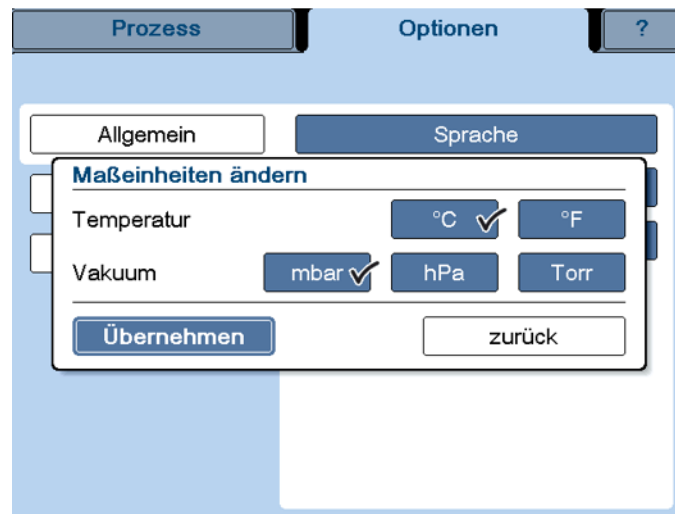 Prozess Optionen ?
Allgemein Sprache
Maßeinheiten ändern
Temperatur °C °F
Vakuum mbar hPa Torr
Übernehmen zurück